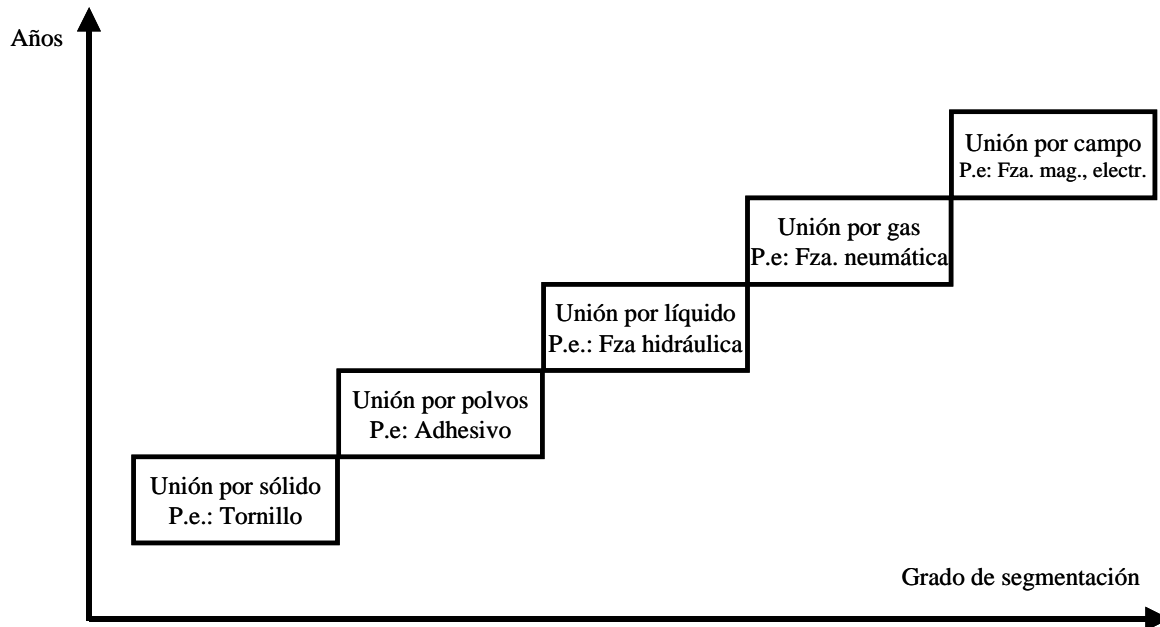 Años
Unión por campo
P.e: Fza. mag., electr.
Unión por gas
P.e: Fza. neumática
Unión por líquido
P.e.: Fza hidráulica
Unión por polvos
P.e: Adhesivo
Unión por sólido
P.e.: Tornillo
Grado de segmentación